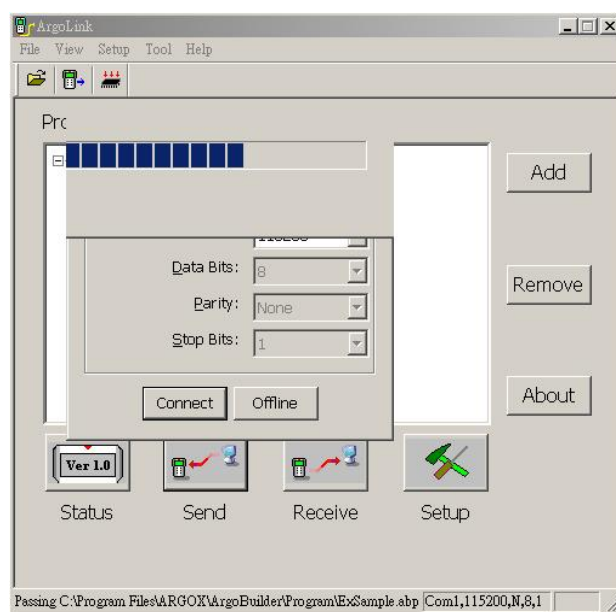 ArgoLink
File View Setup Tool Help
Add
Data Bits: 8
Parity: None
Stop Bits: 1
Remove
Connect Offline
About
Ver 1.0
Status Send Receive Setup
Passing C:\Program Files\ARGOX\ArgoBuilder\Program\ExSample.abp Com1,115200,N,8,1